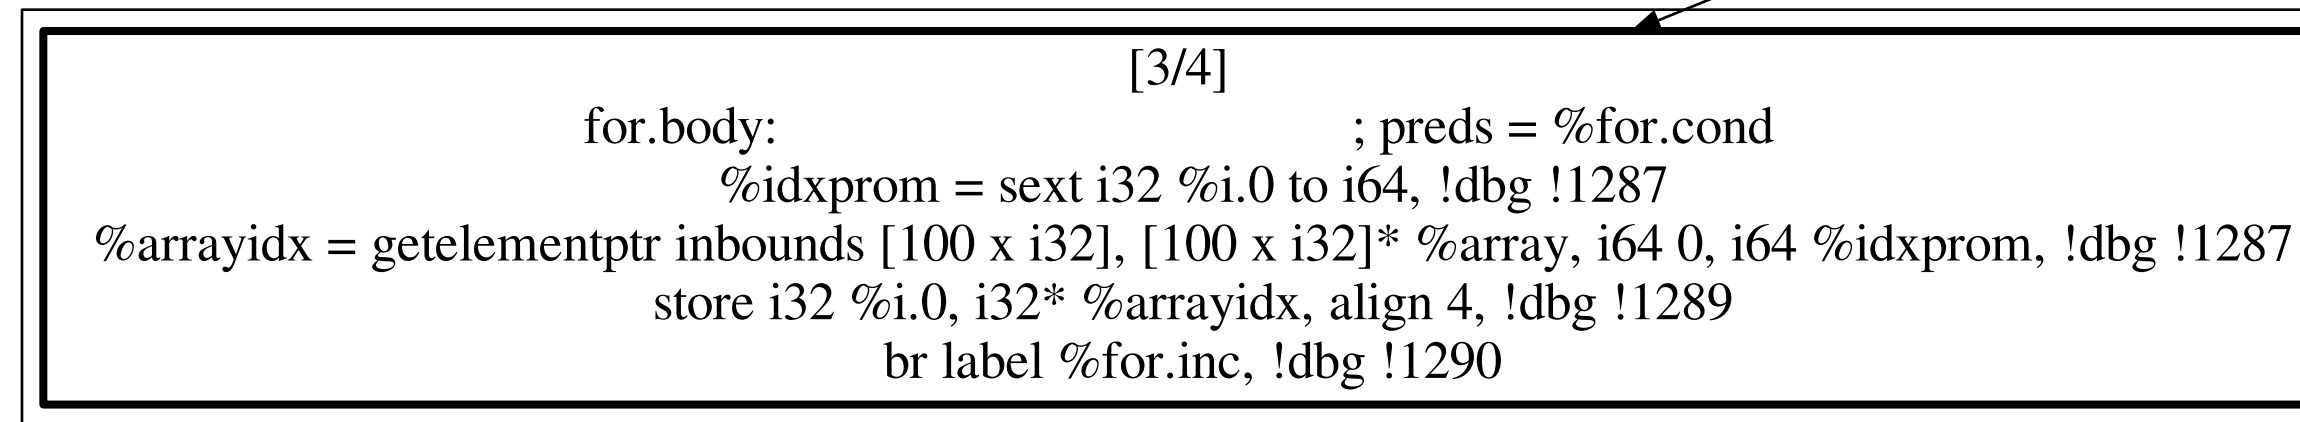 [3/4]
for.body: ; preds = %for.cond
%idxprom = sext i32 %i.0 to i64, !dbg !1287
%arrayidx = getelementptr inbounds [100 x i32], [100 x i32]* %array, i64 0, i64 %idxprom, !dbg !1287
store i32 %i.0, i32* %arrayidx, align 4, !dbg !1289
br label %for.inc, !dbg !1290